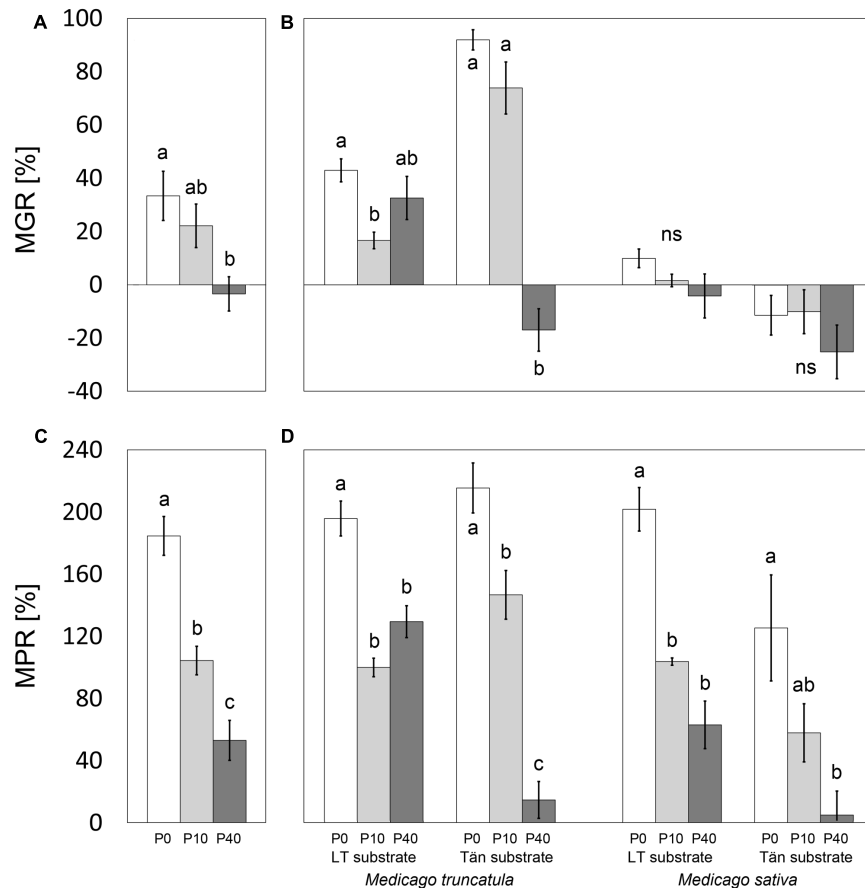 A
B
MGR [%]
100
80
60
40
20
0
-20
-40
a
ab
b
a
b
ab
a
a
b
ns
ns
C
D
MPR [%]
240
200
160
120
80
40
0
a
b
c
a
b
b
a
b
c
a
b
b
a
ab
b
P0 P10 P40
P0 P10 P40
P0 P10 P40
P0 P10 P40
P0 P10 P40
LT substrate Tän substrate LT substrate Tän substrate
Medicago truncatula Medicago sativa